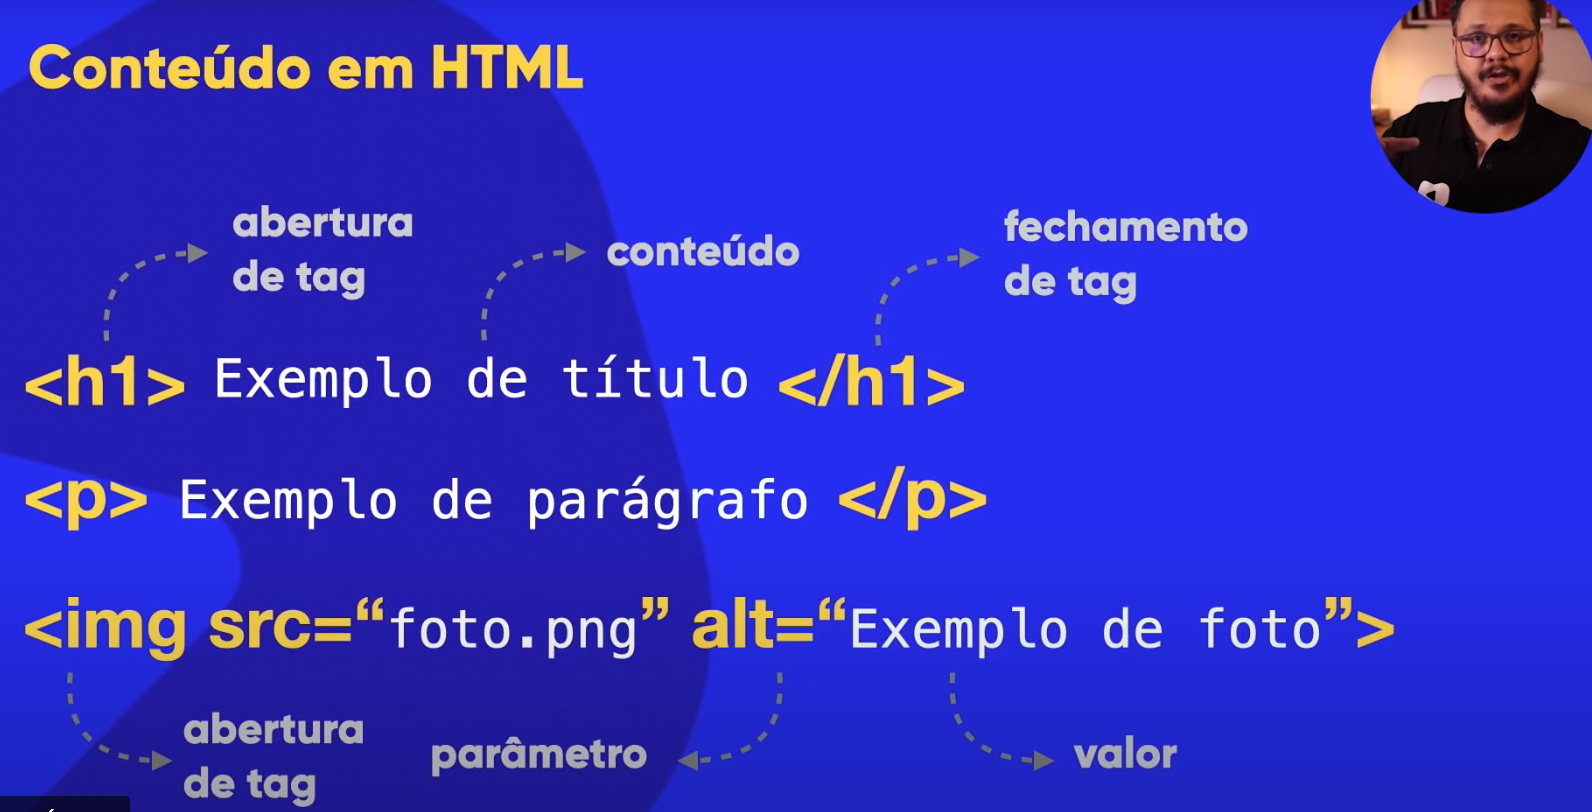 Conteúdo em HTML
abertura
de tag
conteúdo
fechamento
de tag
<h1> Exemplo de título </h1>
<p> Exemplo de parágrafo </p>
<img src=“foto.png” alt=“Exemplo de foto”>
abertura
de tag
parâmetro
valor